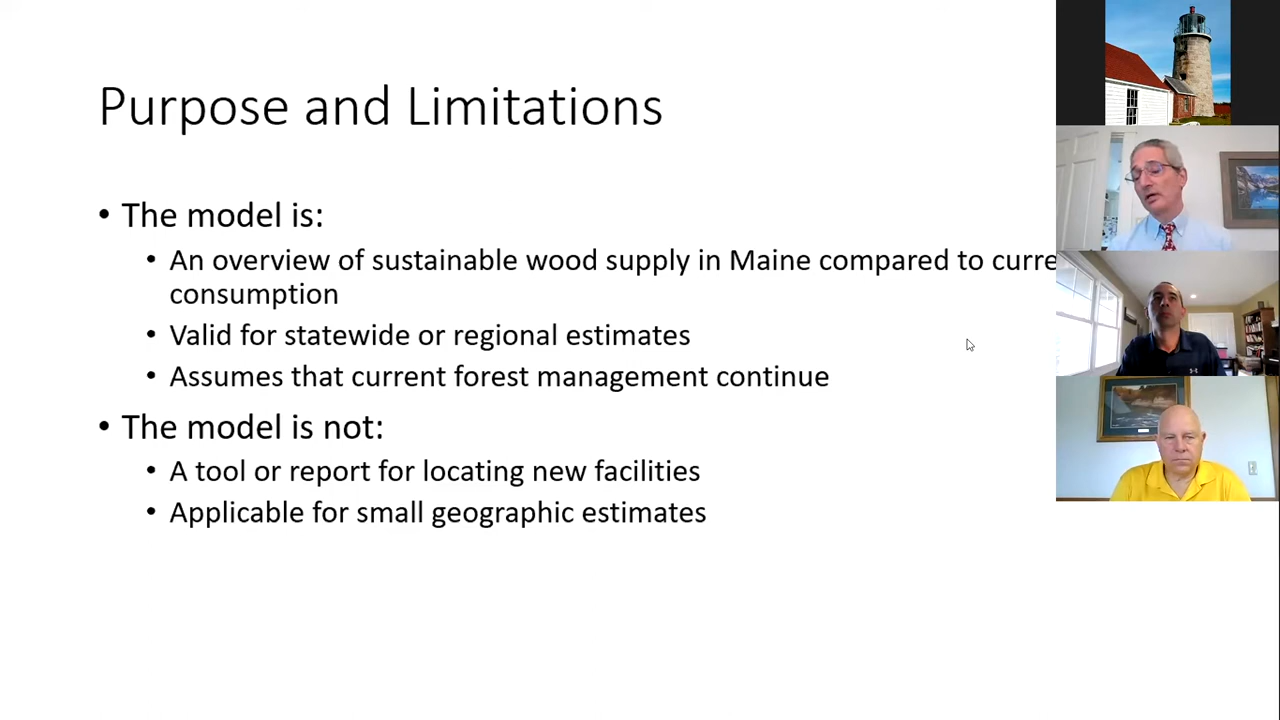 Purpose and Limitations
• The model is:
• An overview of sustainable wood supply in Maine compared to curre
consumption
• Valid for statewide or regional estimates
• Assumes that current forest management continue
• The model is not:
• A tool or report for locating new facilities
• Applicable for small geographic estimates